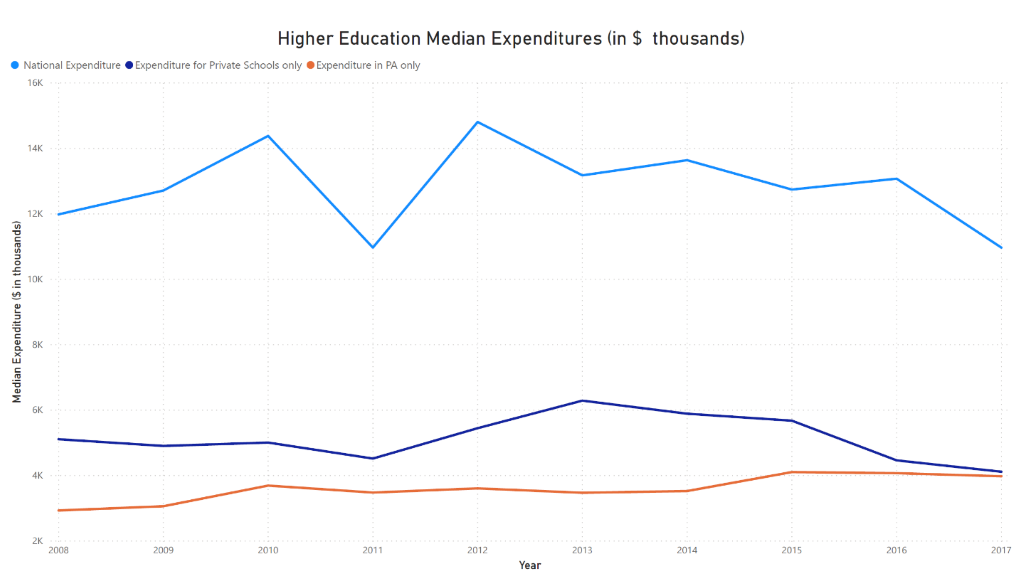 Higher Education Median Expenditures (in $ thousands)
National Expenditure Expenditure for Private Schools only Expenditure in PA only
16K
14K
12K
10K
8K
6K
4K
2K
Median Expenditure ($ in thousands)
2008 2009 2010 2011 2012 2013 2014 2015 2016 2017
Year